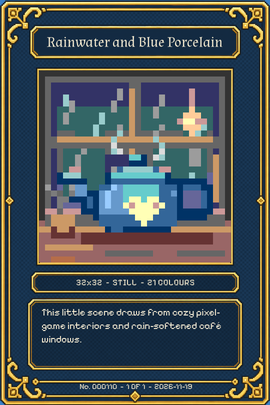 Rainwater and Blue Porcelain
32x32 - STILL - 21 COLOURS
This little scene draws from cozy pixel-
game interiors and rain-softened café
windows.
No. 000110 - 1 OF 1 - 2026-11-19